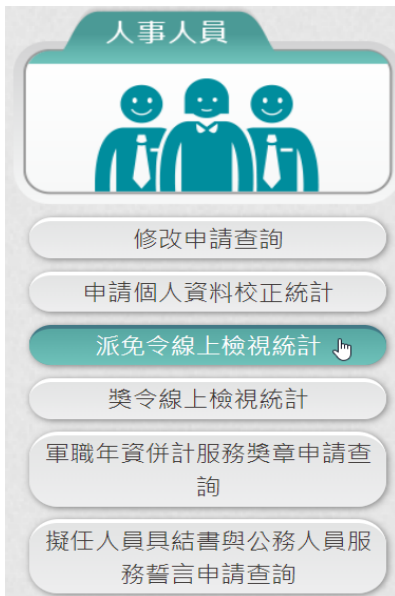 人事人員
修改申請查詢
申請個人資料校正統計
派免令線上檢視統計
獎令線上檢視統計
軍職年資併計服務獎章申請查
詢
擬任人員具結書與公務人員服
務誓言申請查詢